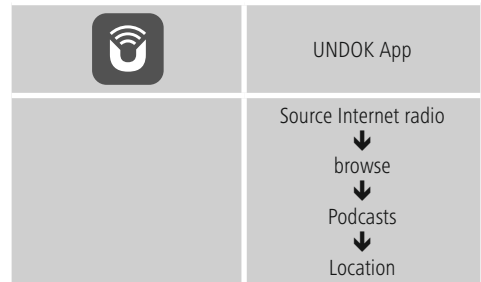 UNDOK App
Source Internet radio
🡻
browse
🡻
Podcasts
🡻
Location